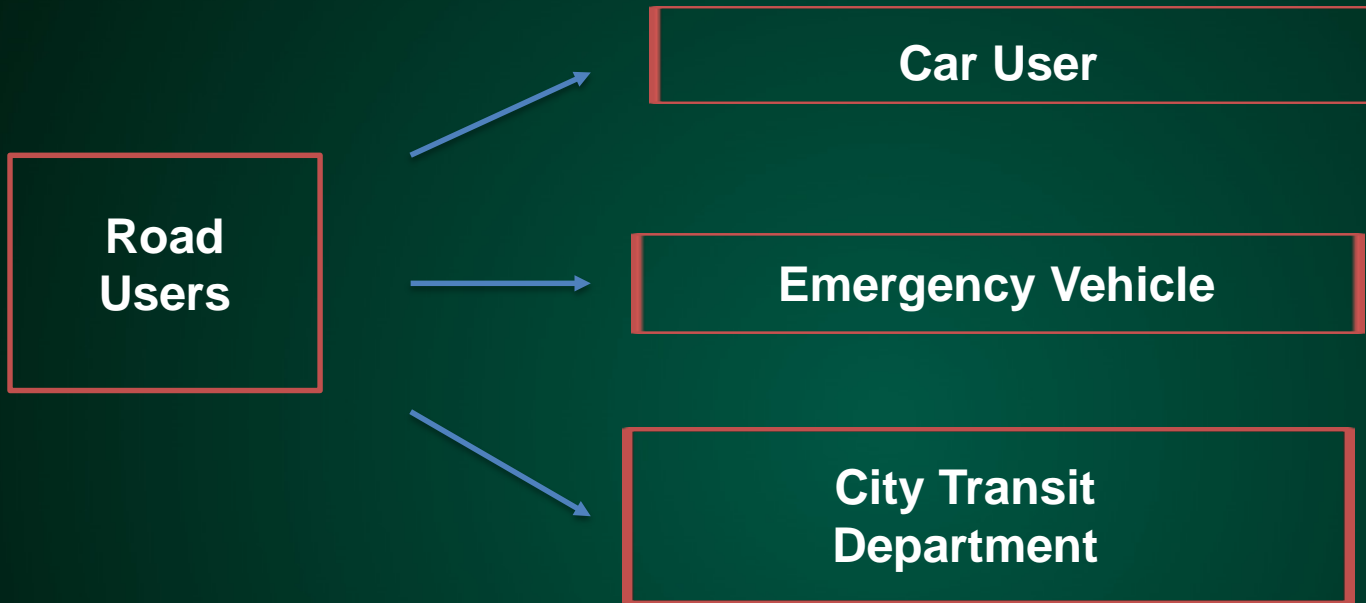 Car User
Road
Users
Emergency Vehicle
City Transit
Department